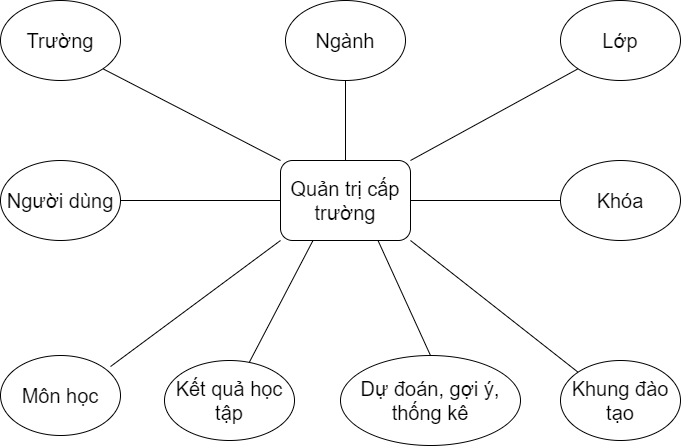 Trường
Ngành
Lớp
Người dùng
Quản trị cấp
trường
Khóa
Môn học
Kết quả học
tập
Dự đoán, gợi ý,
thống kê
Khung đào
tạo